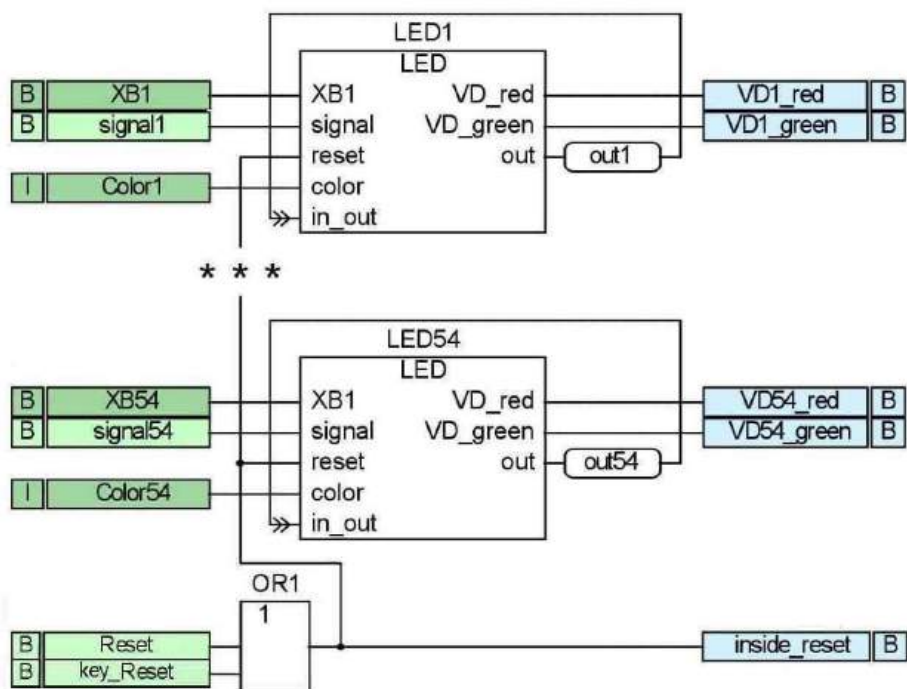 LED1
LED
B XB1 XB1 VD_red VD1_red B
B signal1 signal VD_green VD1_green B
reset out out1
I Color1 color
in_out
* * *
LED54
LED
B XB54 XB1 VD_red VD54_red B
B signal54 signal VD_green VD54_green B
reset out out54
I Color54 color
in_out
OR1
1
B Reset inside_reset B
B key_Reset